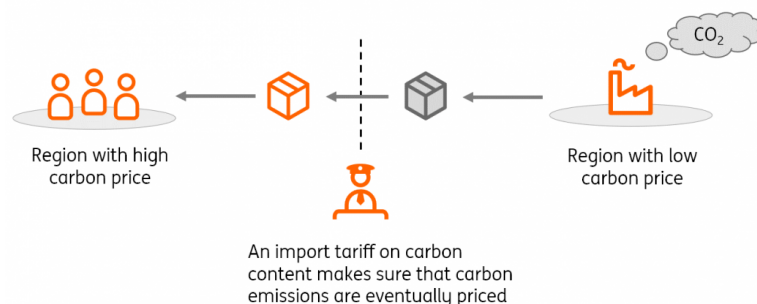 CO₂
Region with high
carbon price
Region with low
carbon price
An import tariff on carbon
content makes sure that carbon
emissions are eventually priced